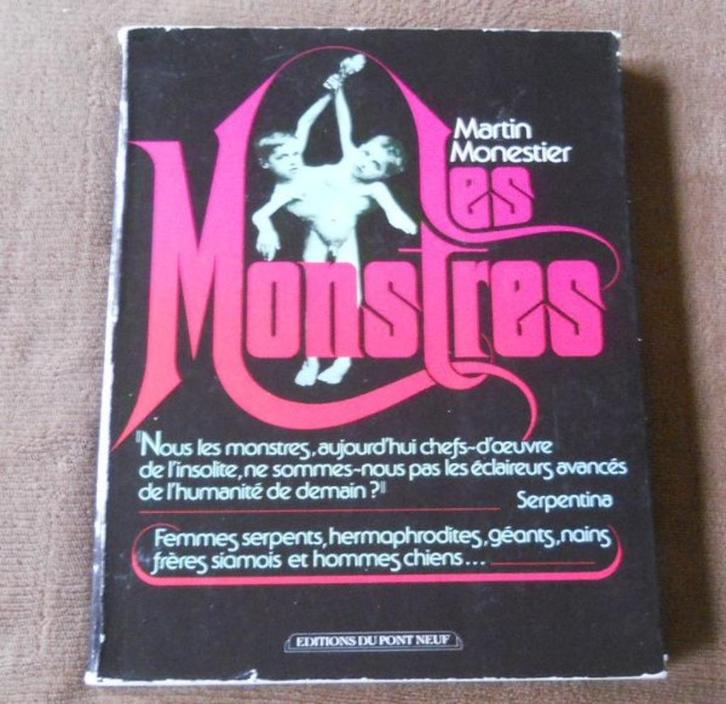 Martin
Monestier
Les
Monstres
"Nous les monstres, aujourd'hui chefs-d'œuvre
de l'insolite, ne sommes-nous pas les éclaireurs avancés
de l'humanité de demain ?"
Serpentina
Femmes serpents, hermaphrodites, géants, nains
frères siamois et hommes chiens...
EDITIONS DU PONT NEUF